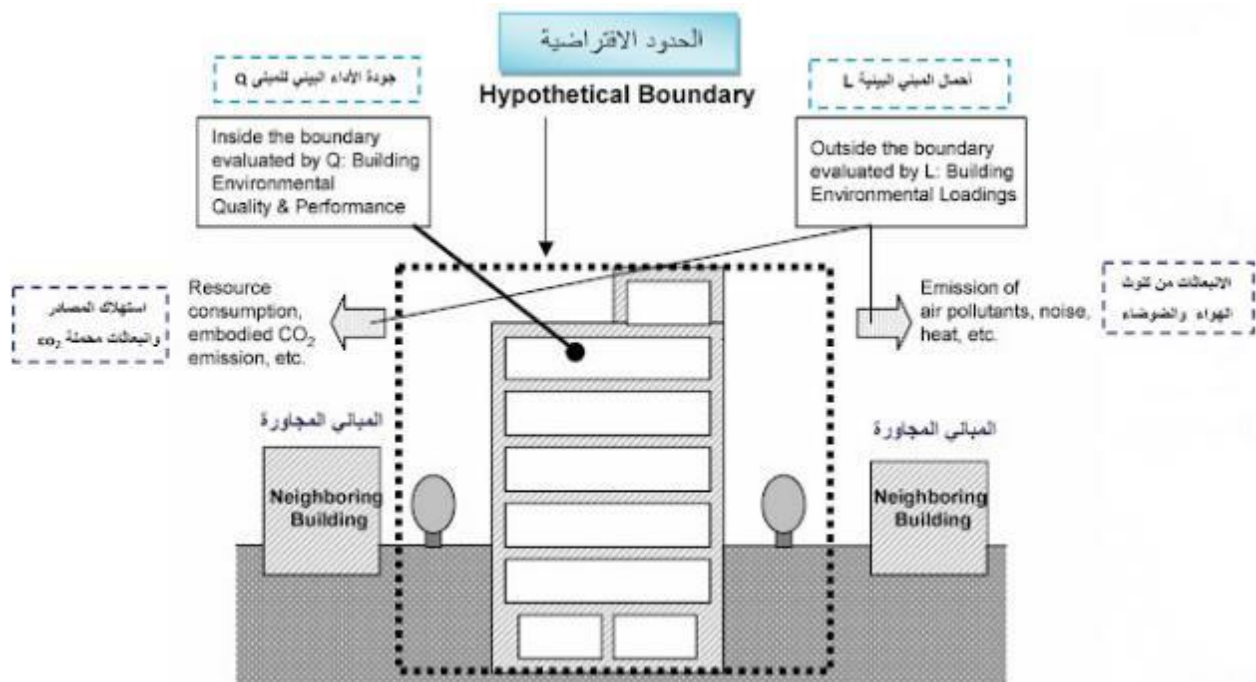 الحدود الافتراضية
Hypothetical Boundary
جودة الأداء البيئي للمبنى Q
Inside the boundary
evaluated by Q: Building
Environmental
Quality & Performance
أحمال المبني البيئية L
Outside the boundary
evaluated by L: Building
Environmental Loadings
استهلاك المصادر
وانبعاثات محملة co₂
Resource
consumption,
embodied CO₂
emission, etc.
Emission of
air pollutants, noise,
heat, etc.
الانبعاثات من تلوث
الهواء والضوضاء
المباني المجاورة
Neighboring
Building
المباني المجاورة
Neighboring
Building